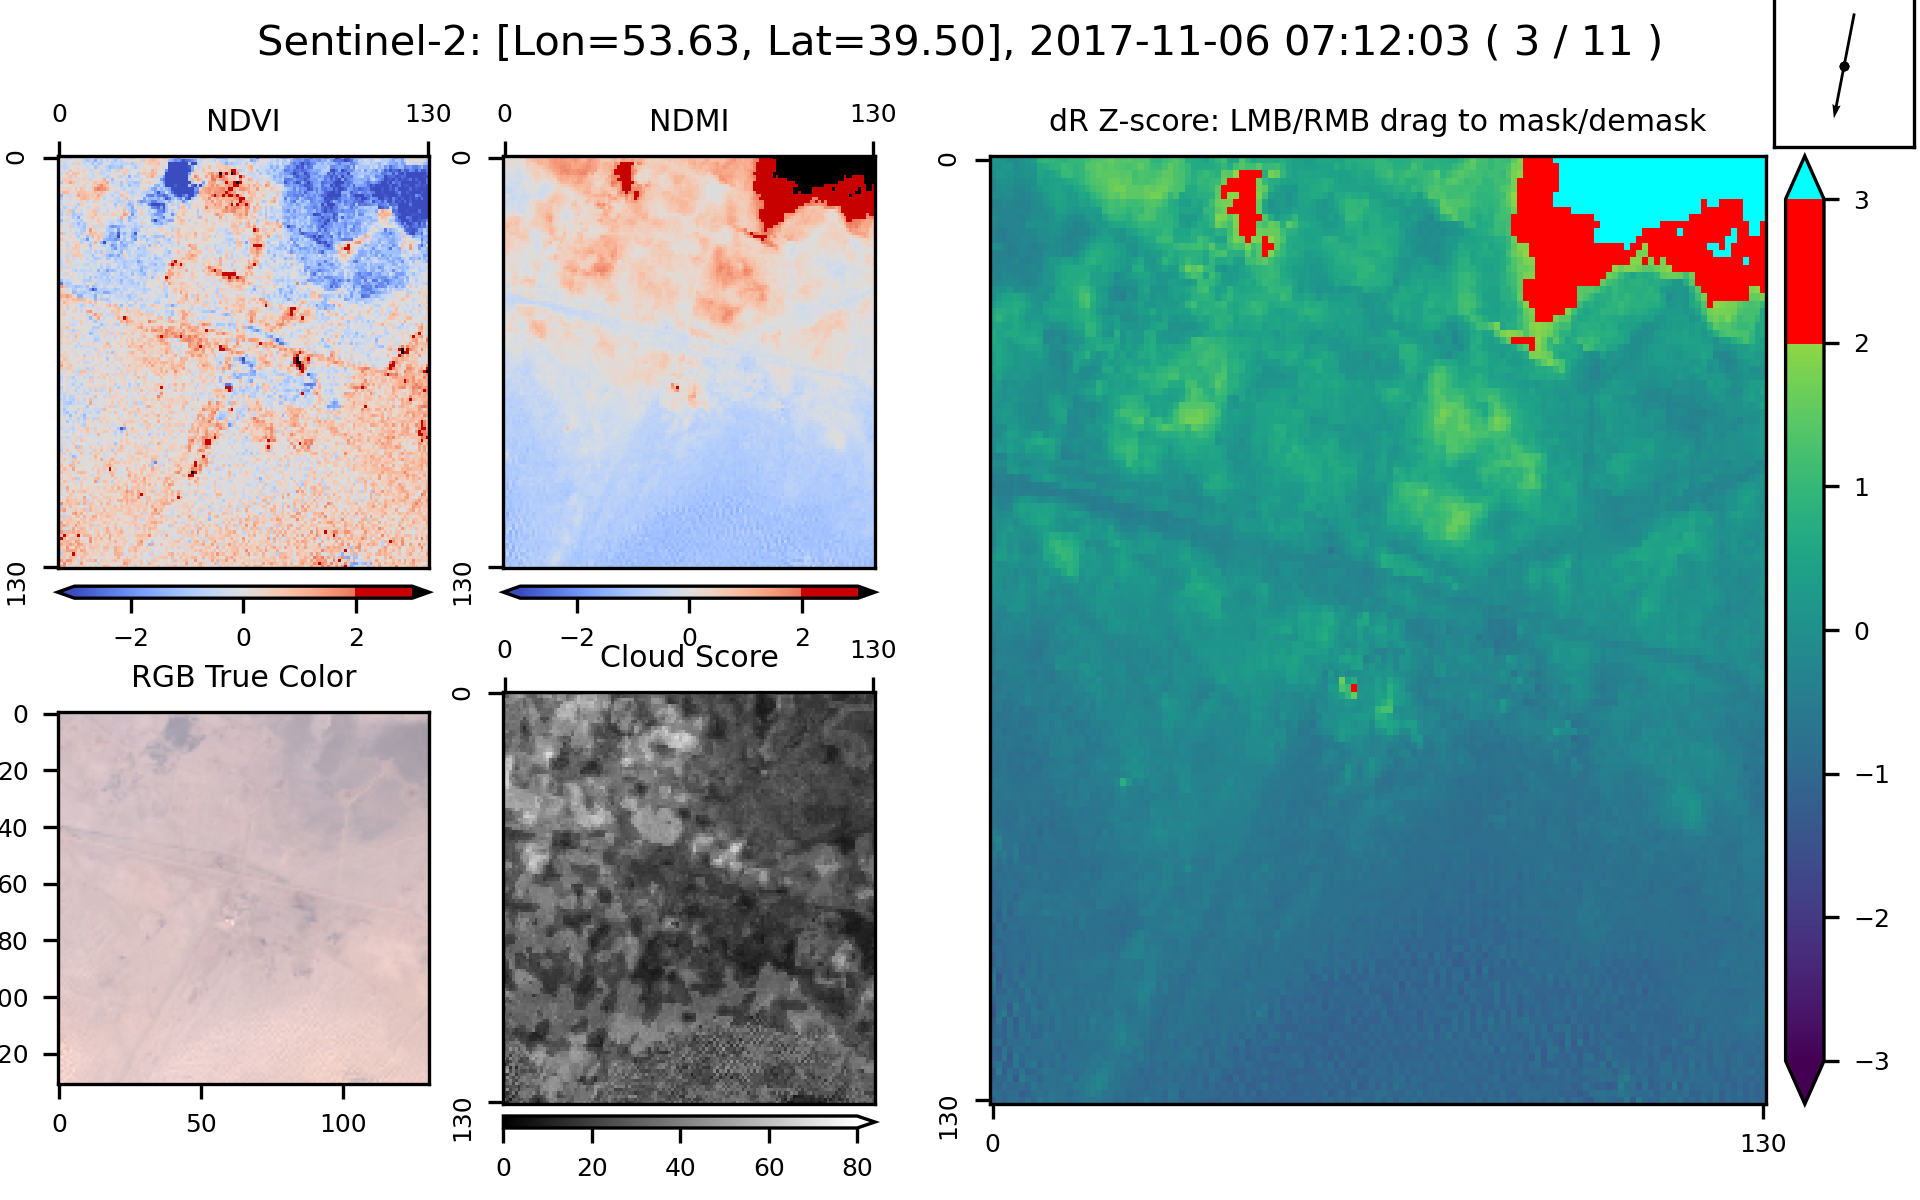 Sentinel-2: [Lon=53.63, Lat=39.50], 2017-11-06 07:12:03 ( 3 / 11 )
NDVI
0 130
0
130
−2 0 2
NDMI
0 130
0
130
−2 0 2
dR Z-score: LMB/RMB drag to mask/demask
0
130
0 130
3
2
1
0
−1
−2
−3
RGB True Color
0
20
40
60
80
00
20
0 50 100
Cloud Score
0 130
0
130
0 20 40 60 80